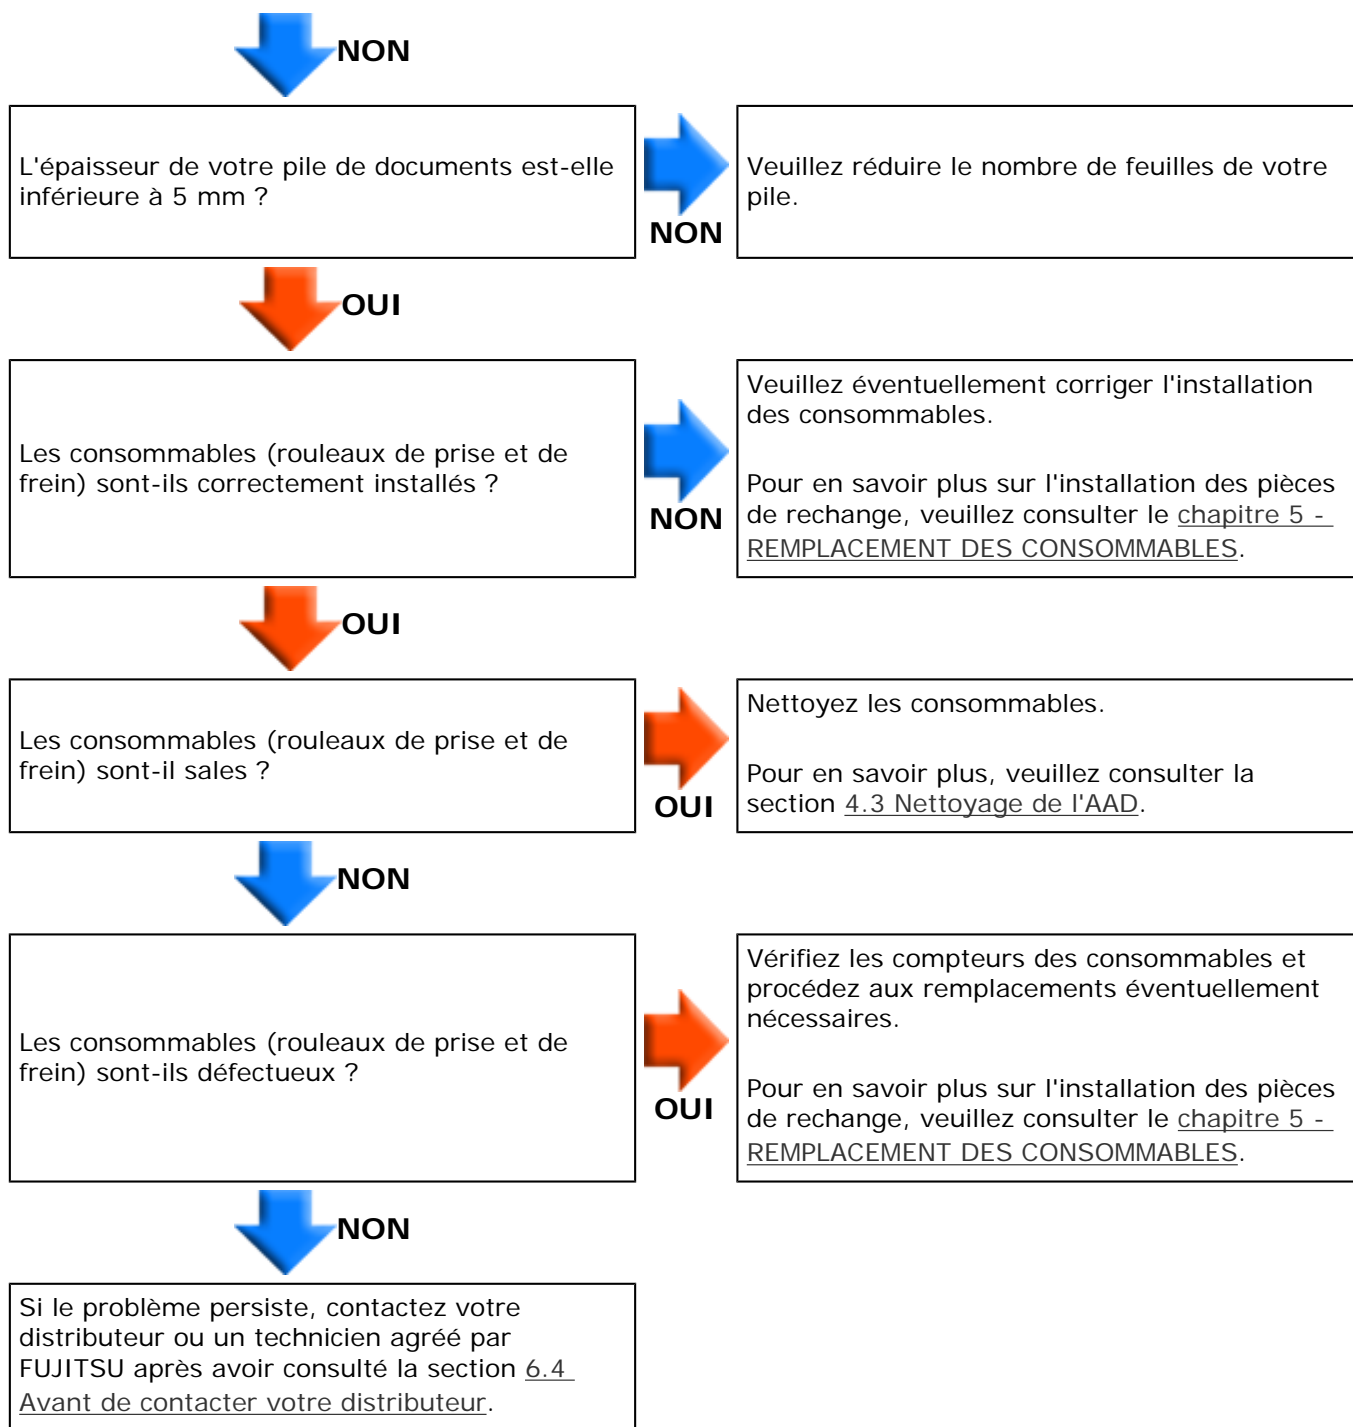 NON
L'épaisseur de votre pile de documents est-elle
inférieure à 5 mm ?
NON
Veuillez réduire le nombre de feuilles de votre
pile.
OUI
Les consommables (rouleaux de prise et de
frein) sont-ils correctement installés ?
NON
Veuillez éventuellement corriger l'installation
des consommables.
Pour en savoir plus sur l'installation des pièces
de rechange, veuillez consulter le chapitre 5 -
REMPLACEMENT DES CONSOMMABLES.
OUI
Les consommables (rouleaux de prise et de
frein) sont-il sales ?
OUI
Nettoyez les consommables.
Pour en savoir plus, veuillez consulter la
section 4.3 Nettoyage de l'AAD.
NON
Les consommables (rouleaux de prise et de
frein) sont-ils défectueux ?
OUI
Vérifiez les compteurs des consommables et
procédez aux remplacements éventuellement
nécessaires.
Pour en savoir plus sur l'installation des pièces
de rechange, veuillez consulter le chapitre 5 -
REMPLACEMENT DES CONSOMMABLES.
NON
Si le problème persiste, contactez votre
distributeur ou un technicien agréé par
FUJITSU après avoir consulté la section 6.4
Avant de contacter votre distributeur.